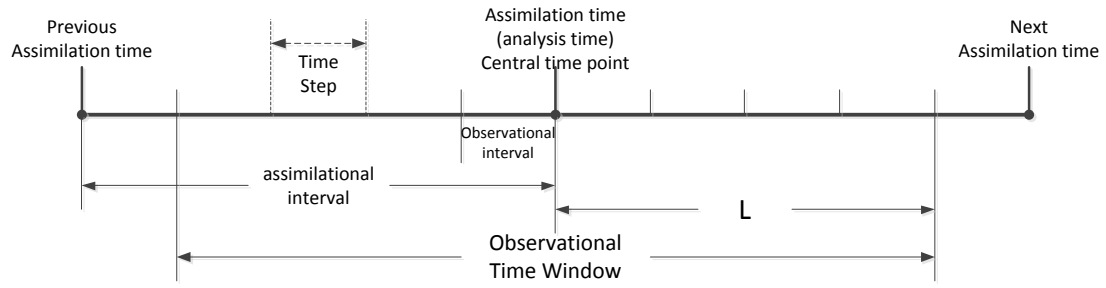 Previous
Assimilation time
Time
Step
Assimilation time
(analysis time)
Central time point
Next
Assimilation time
Observational
interval
assimilational
interval
L
Observational
Time Window